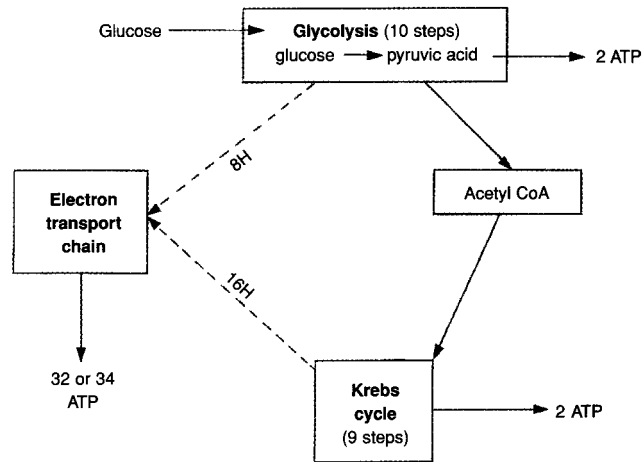 Glucose
Glycolysis (10 steps)
glucose pyruvic acid
2 ATP
8H
Electron
transport
chain
Acetyl CoA
16H
32 or 34
ATP
Krebs
cycle
(9 steps)
2 ATP